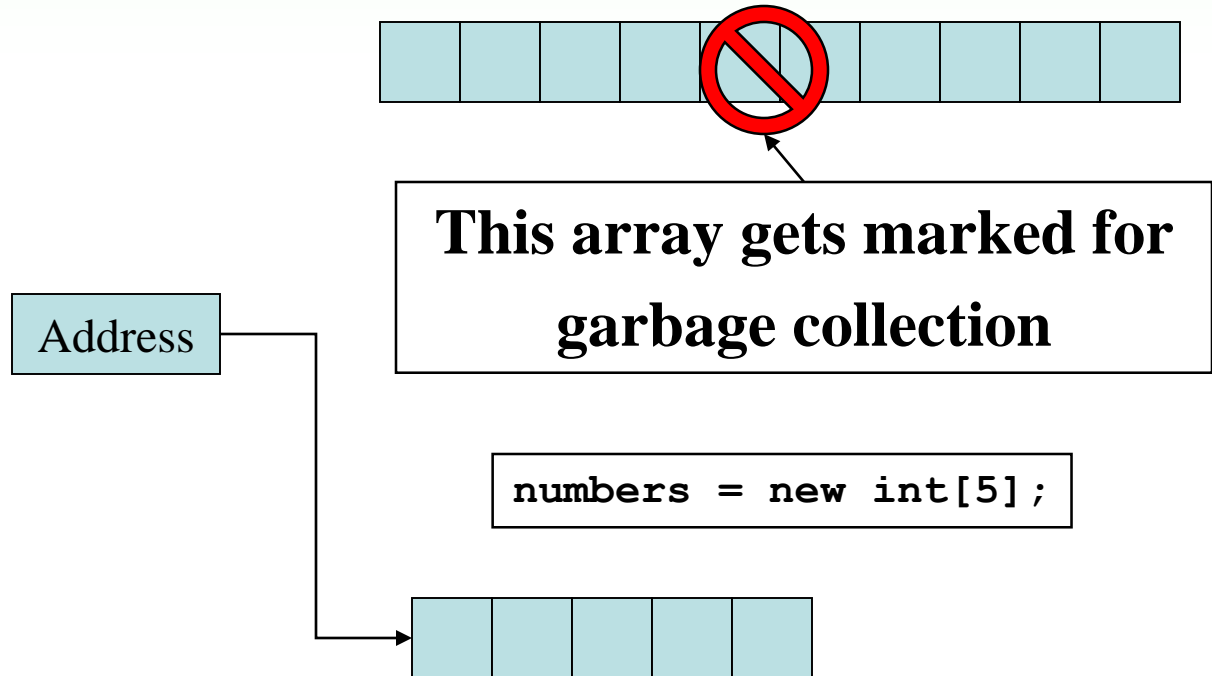 This array gets marked for
garbage collection
Address
numbers = new int[5];